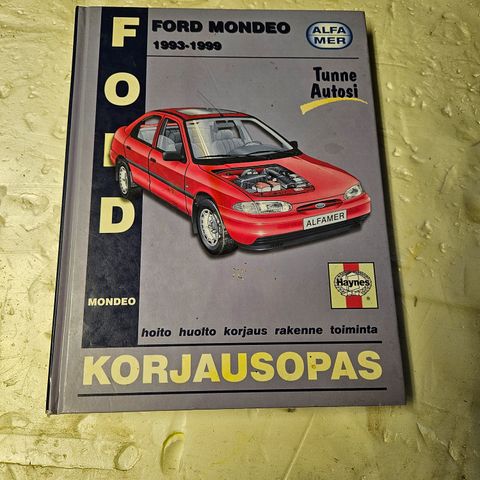 FORD
FORD MONDEO
1993-1999
ALFA
MER
Tunne
Autosi
ALFAMER
Haynes
®
MONDEO
hoito huolto korjaus rakenne toiminta
KORJAUSOPAS